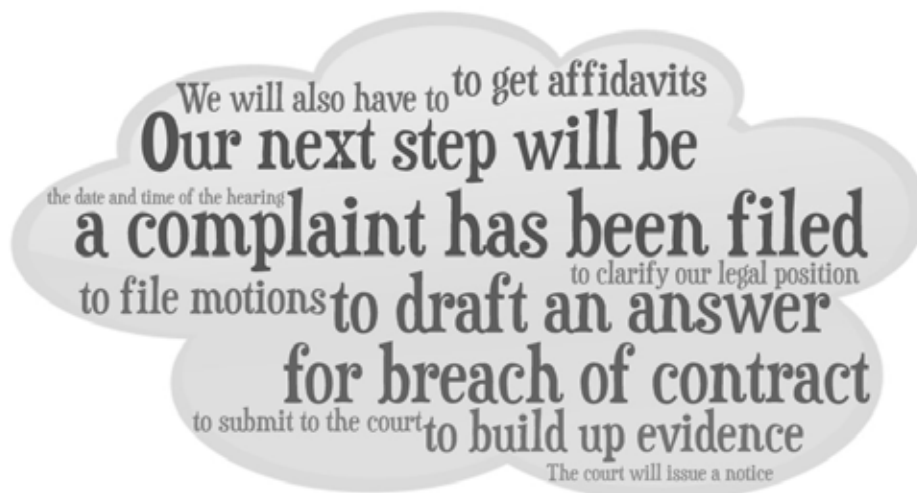 We will also have to to get affidavits
Our next step will be
the date and time of the hearing
a complaint has been filed
to clarify our legal position
to file motions to draft an answer
for breach of contract
to submit to the court to build up evidence
The court will issue a notice